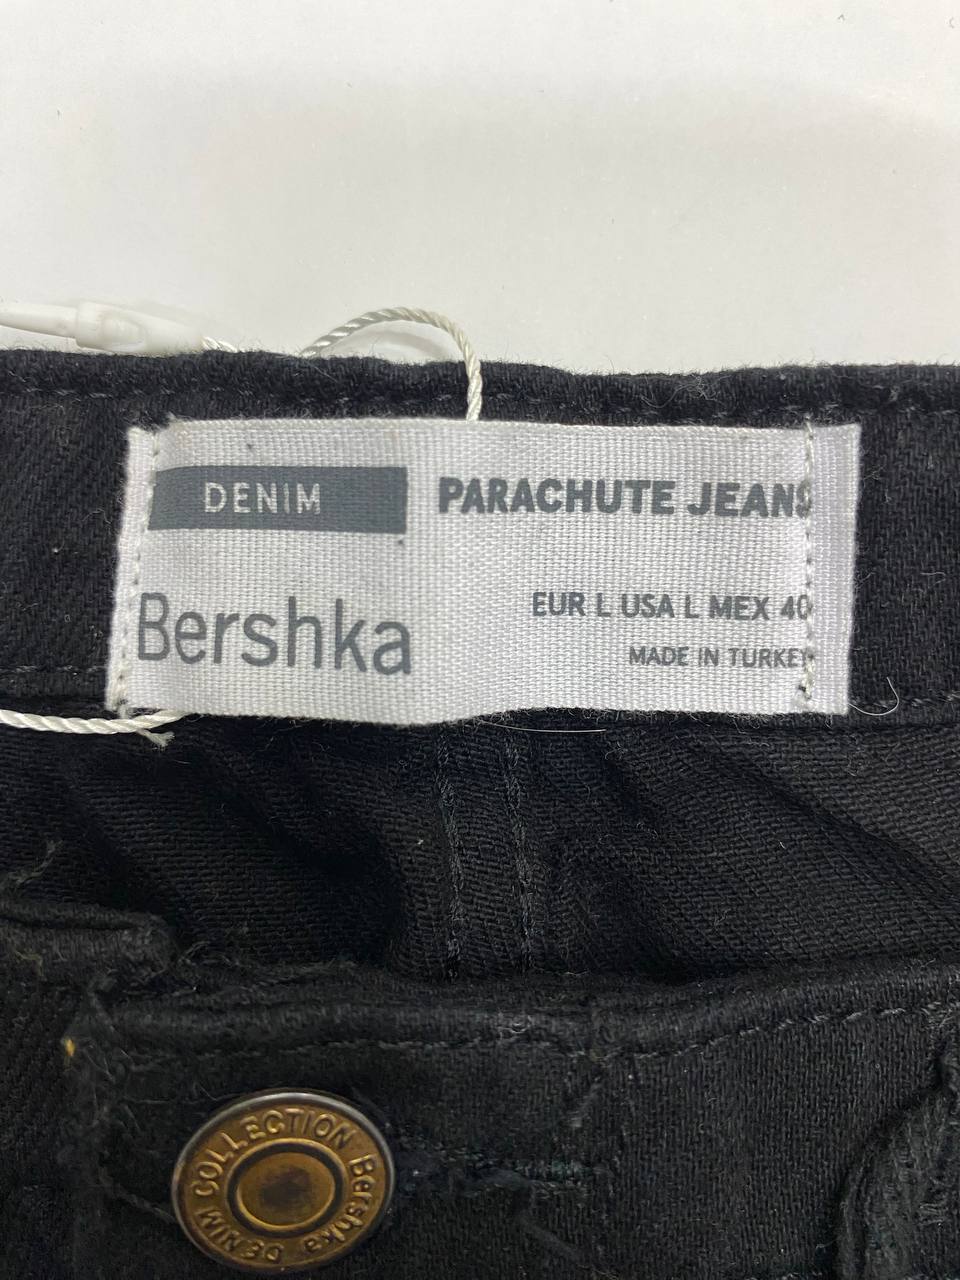 DENIM
PARACHUTE JEANS
Bershka
EUR L USA L MEX 40
MADE IN TURKEY
Bershka DENIM COLLECTION